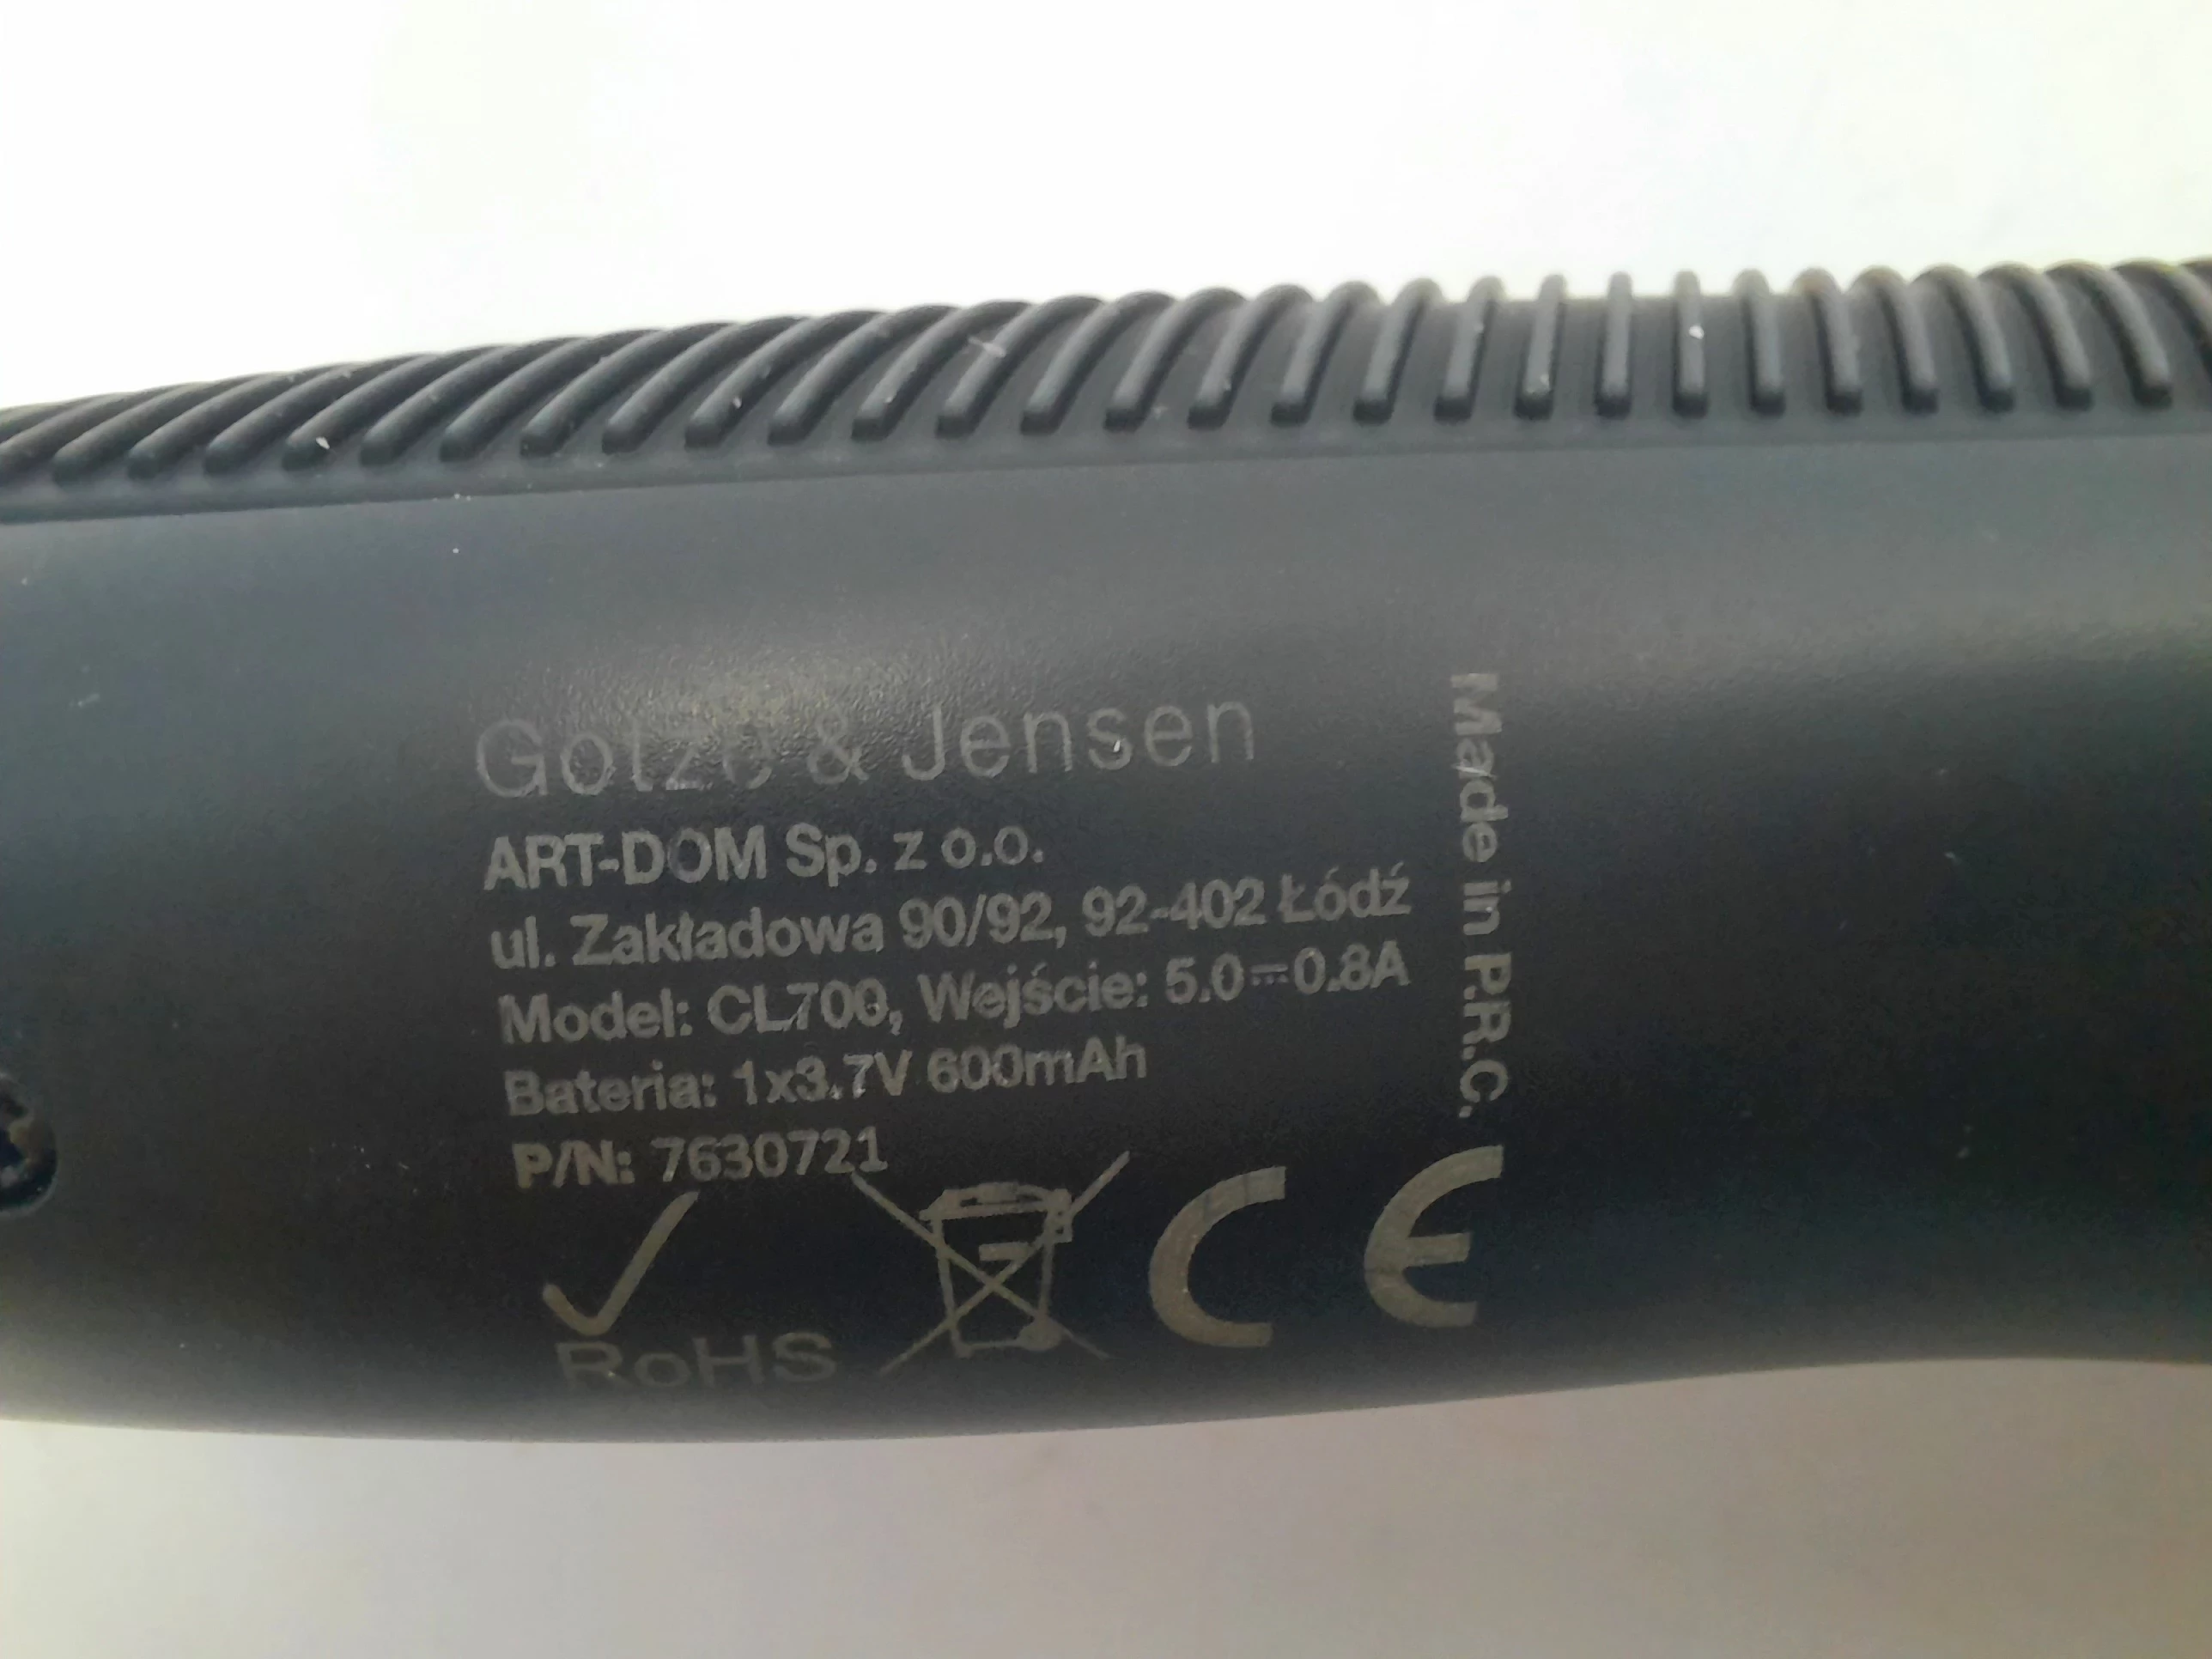 Gotze & Jensen
ART-DOM Sp. z o.o.
ul. Zakładowa 90/92, 92-402 Łódź
Model: CL700, Wejście: 5.0⎓0.8A
Bateria: 1x3.7V 600mAh
P/N: 7630721
RoHS
CE
Made in P.R.C.